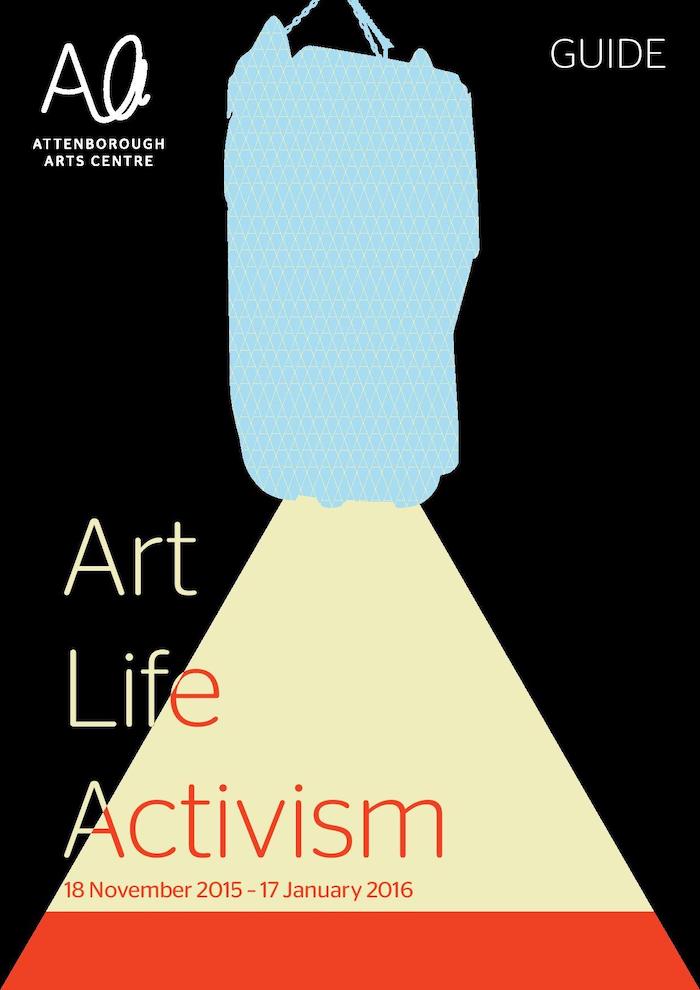 Aa
ATTENBOROUGH
ARTS CENTRE
GUIDE
Art
Life
Activism
18 November 2015 – 17 January 2016